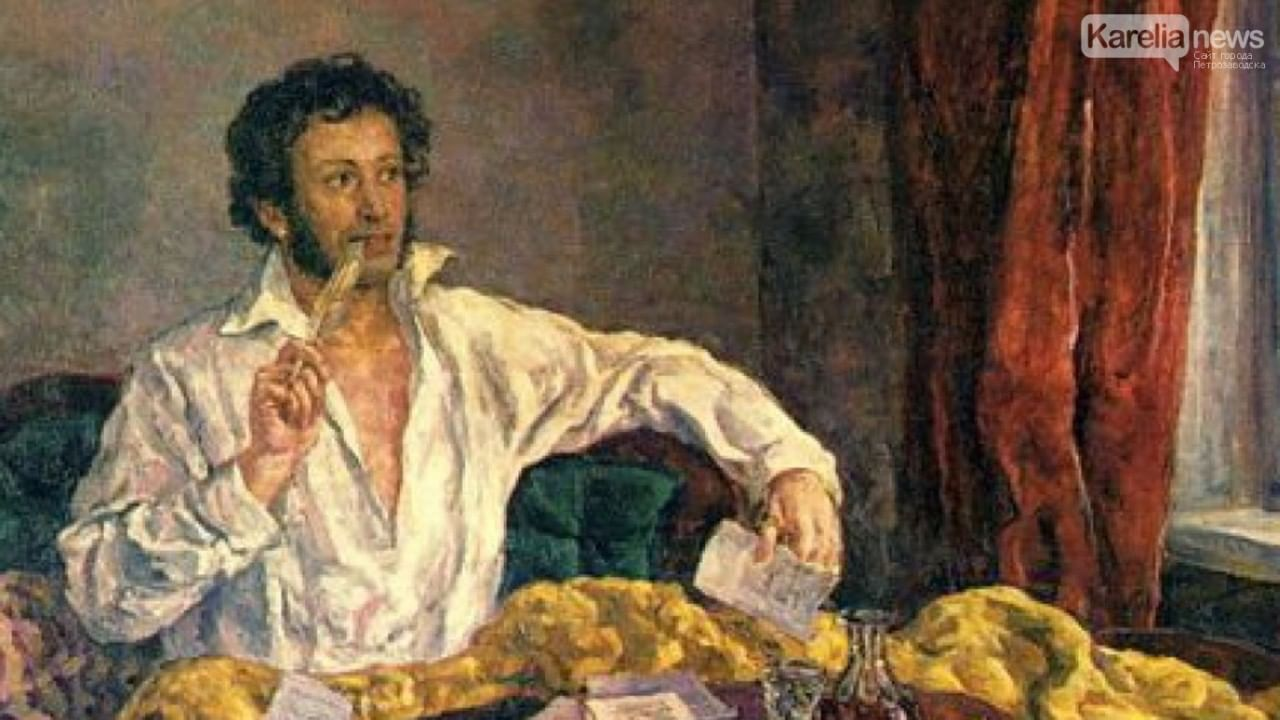 Karelia news
Сайт города
Петрозаводска